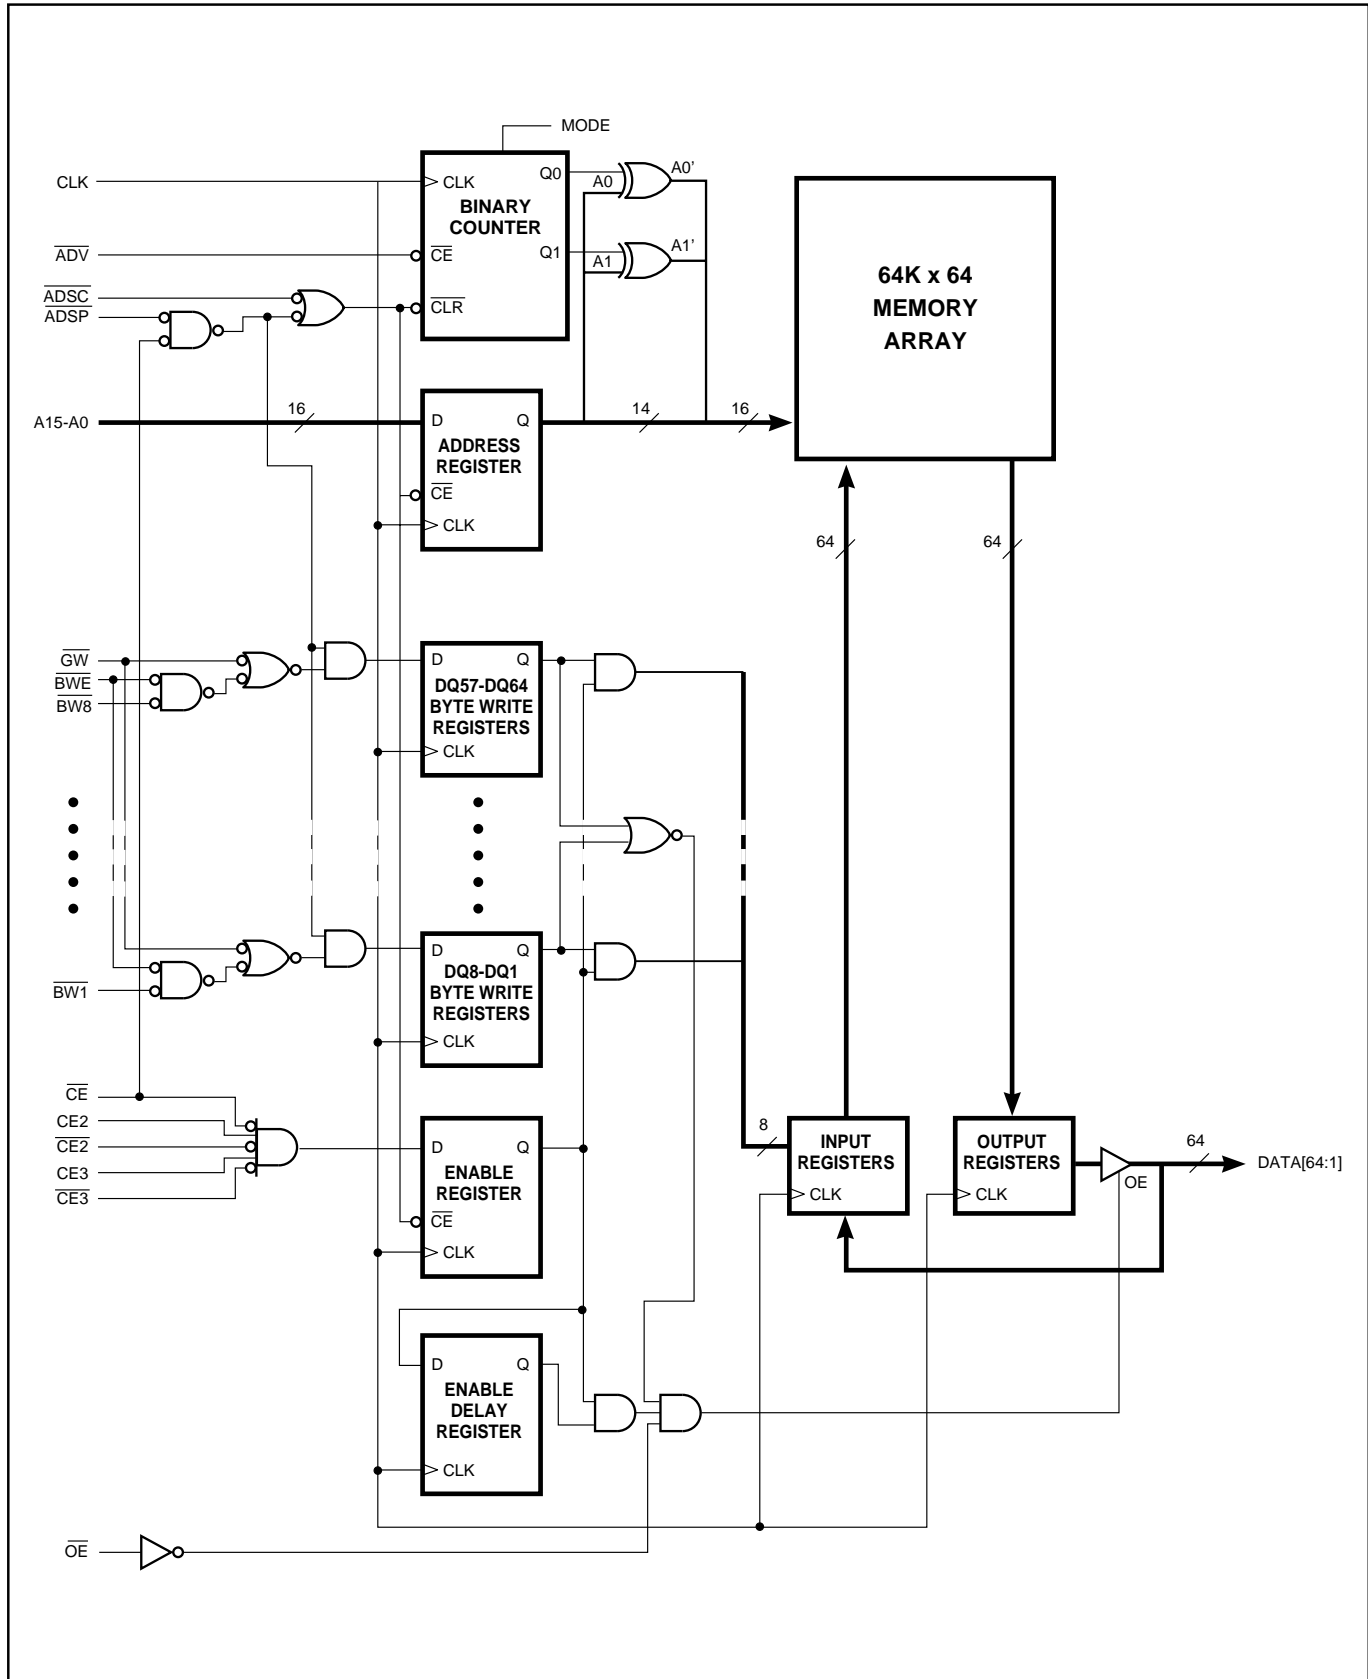 MODE
CLK
CLK
Q0
A0
A0’
BINARY
COUNTER
ADV
CE
Q1
A1
A1’
64K x 64
MEMORY
ARRAY
ADSC
ADSP
CLR
A15-A0
16
D
Q
14
16
ADDRESS
REGISTER
CE
CLK
64
64
GW
BWE
BW8
D
Q
DQ57-DQ64
BYTE WRITE
REGISTERS
CLK
D
Q
DQ8-DQ1
BYTE WRITE
REGISTERS
BW1
CLK
CE
CE2
CE2
CE3
CE3
D
Q
ENABLE
REGISTER
CE
CLK
8
INPUT
REGISTERS
CLK
OUTPUT
REGISTERS
CLK
OE
64
DATA[64:1]
D
Q
ENABLE
DELAY
REGISTER
CLK
OE